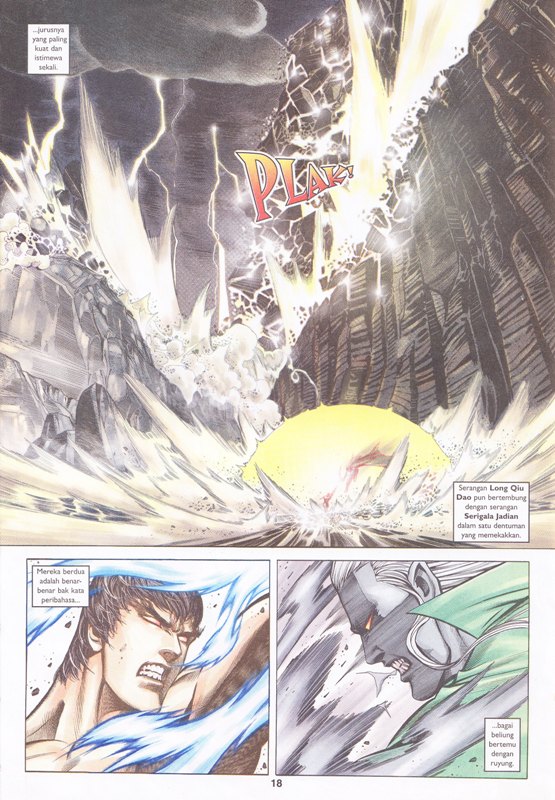 ...jurusnya
yang paling
kuat dan
istimewa
sekali.
PLAK!
Serangan Long Qiu
Dao pun bertembung
dengan serangan
Serigala Jadian
dalam satu dentuman
yang memekakkan.
Mereka berdua
adalah benar-
benar bak kata
peribahasa...
...bagai
beliung
bertemu
dengan
ruyung.
18